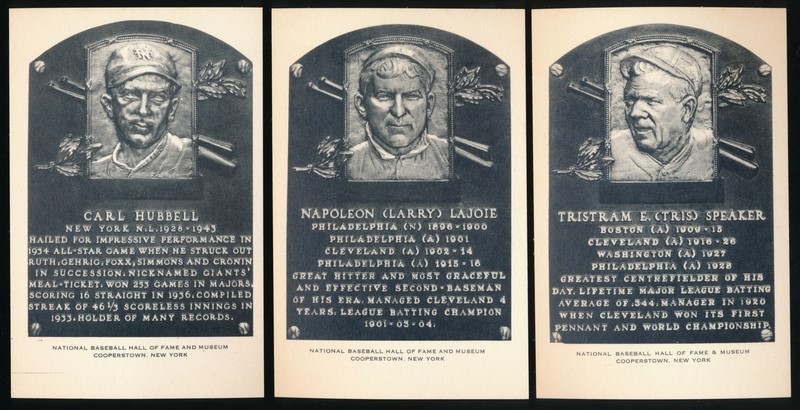 CARL HUBBELL
NEW YORK N.L. 1928 - 1943
HAILED FOR IMPRESSIVE PERFORMANCE IN
1934 ALL-STAR GAME WHEN HE STRUCK OUT
RUTH, GEHRIG, FOXX, SIMMONS AND CRONIN
IN SUCCESSION. NICKNAMED GIANTS'
MEAL-TICKET. WON 253 GAMES IN MAJORS,
SCORING 16 STRAIGHT IN 1936. COMPILED
STREAK OF 46 1/3 SCORELESS INNINGS IN
1933. HOLDER OF MANY RECORDS.
NATIONAL BASEBALL HALL OF FAME AND MUSEUM
COOPERSTOWN, NEW YORK
NAPOLEON (LARRY) LAJOIE
PHILADELPHIA (N) 1896 - 1900
PHILADELPHIA (A) 1901
CLEVELAND (A) 1902 - 14
PHILADELPHIA (A) 1915 - 16
GREAT HITTER AND MOST GRACEFUL
AND EFFECTIVE SECOND-BASEMAN
OF HIS ERA. MANAGED CLEVELAND 4
YEARS. LEAGUE BATTING CHAMPION
1901 - 03 - 04.
NATIONAL BASEBALL HALL OF FAME AND MUSEUM
COOPERSTOWN, NEW YORK
TRISTRAM E. (TRIS) SPEAKER
BOSTON (A) 1909 - 15
CLEVELAND (A) 1916 - 26
WASHINGTON (A) 1927
PHILADELPHIA (A) 1928
GREATEST CENTREFIELDER OF HIS
DAY. LIFETIME MAJOR LEAGUE BATTING
AVERAGE OF .344. MANAGER IN 1920
WHEN CLEVELAND WON ITS FIRST
PENNANT AND WORLD CHAMPIONSHIP.
NATIONAL BASEBALL HALL OF FAME & MUSEUM
COOPERSTOWN, NEW YORK